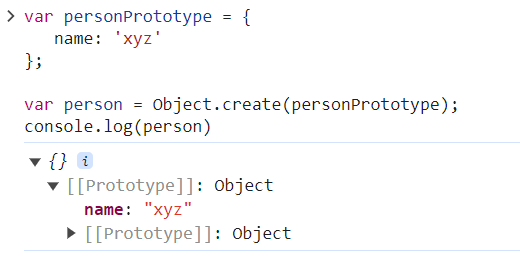 > var personPrototype = {
name: 'xyz'
};
var person = Object.create(personPrototype);
console.log(person)
▼ {} i
▼ [[Prototype]]: Object
name: "xyz"
▶ [[Prototype]]: Object